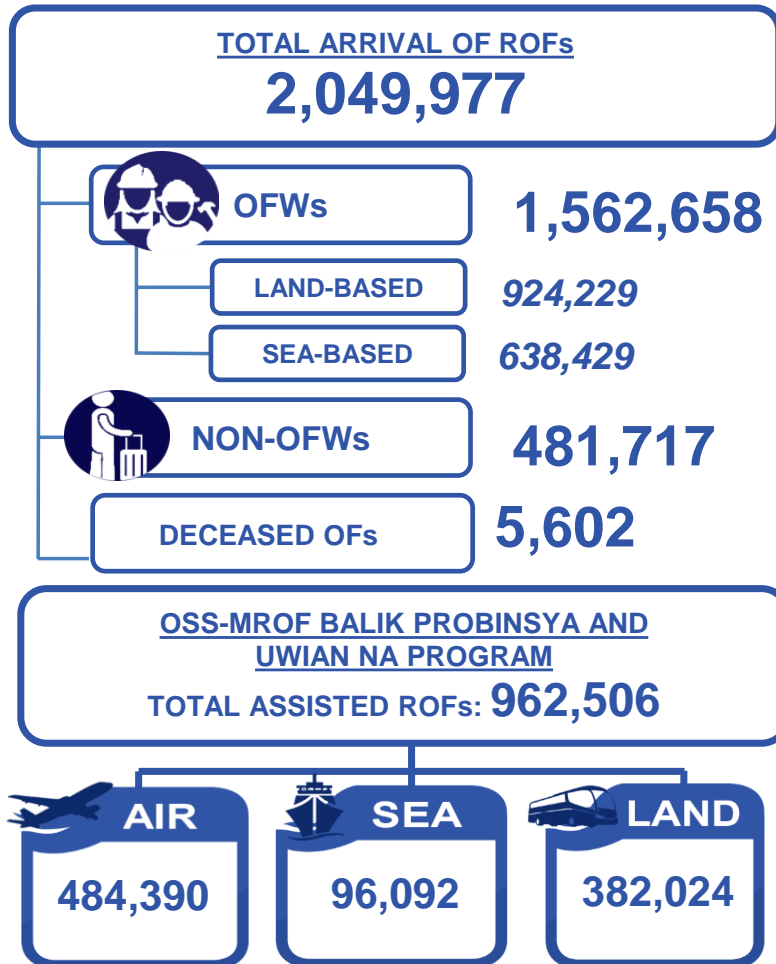 TOTAL ARRIVAL OF ROFs
2,049,977
OFWs 1,562,658
LAND-BASED 924,229
SEA-BASED 638,429
NON-OFWs 481,717
DECEASED OFs 5,602
OSS-MROF BALIK PROBINSYA AND
UWIAN NA PROGRAM
TOTAL ASSISTED ROFs: 962,506
AIR SEA LAND
484,390 96,092 382,024